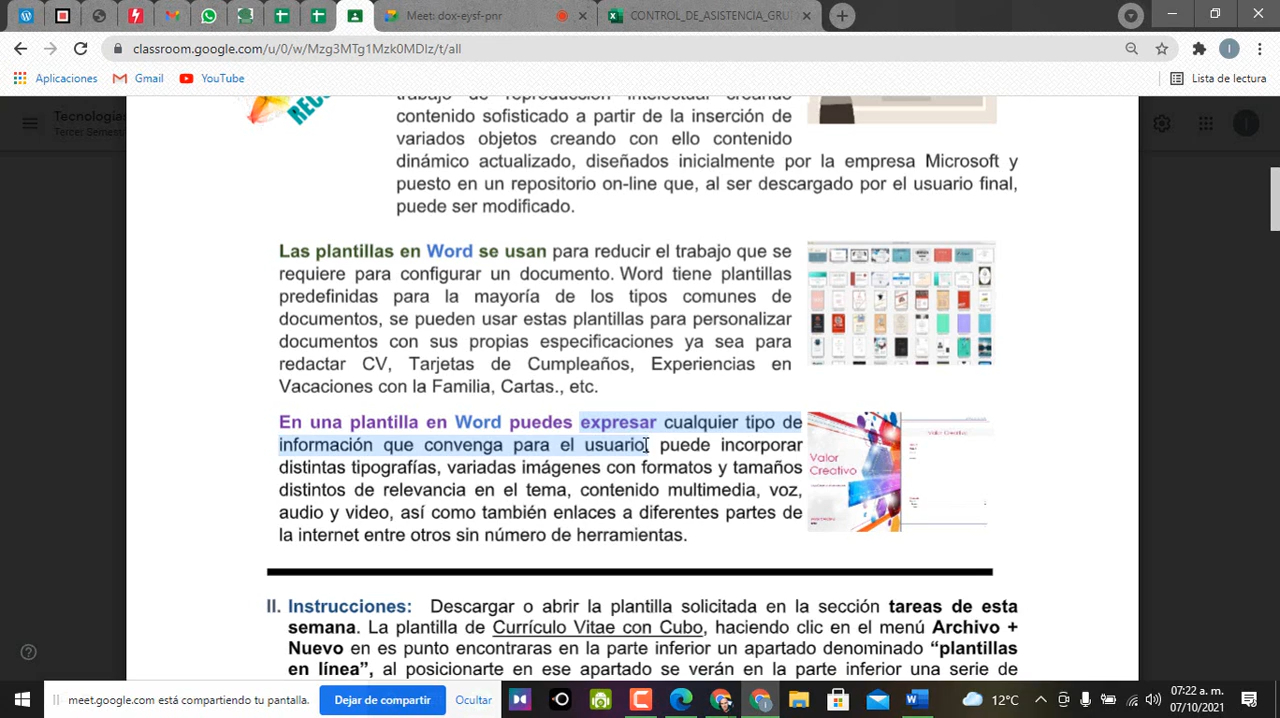 Meet: dox-eysf-pnr
CONTROL_DE_ASISTENCIA_GRU
classroom.google.com/u/0/w/Mzg3MTg1Mzk0MDlz/t/all
Aplicaciones
Gmail
YouTube
Lista de lectura
Tecnologías
Tercer Semest
RECO
trabajo de reproducción intelectual creando
contenido sofisticado a partir de la inserción de
variados objetos creando con ello contenido
dinámico actualizado, diseñados inicialmente por la empresa Microsoft y
puesto en un repositorio on-line que, al ser descargado por el usuario final,
puede ser modificado.
Las plantillas en Word se usan para reducir el trabajo que se
requiere para configurar un documento. Word tiene plantillas
predefinidas para la mayoría de los tipos comunes de
documentos, se pueden usar estas plantillas para personalizar
documentos con sus propias especificaciones ya sea para
redactar CV, Tarjetas de Cumpleaños, Experiencias en
Vacaciones con la Familia, Cartas., etc.
En una plantilla en Word puedes expresar cualquier tipo de
información que convenga para el usuario, puede incorporar
distintas tipografías, variadas imágenes con formatos y tamaños
distintos de relevancia en el tema, contenido multimedia, voz,
audio y video, así como también enlaces a diferentes partes de
la internet entre otros sin número de herramientas.
Valor
Creativo
Valor Creativo
II. Instrucciones: Descargar o abrir la plantilla solicitada en la sección tareas de esta
semana. La plantilla de Currículo Vitae con Cubo, haciendo clic en el menú Archivo +
Nuevo en es punto encontraras en la parte inferior un apartado denominado “plantillas
en línea”, al posicionarte en ese apartado se verán en la parte inferior una serie de
meet.google.com está compartiendo tu pantalla.
Dejar de compartir
Ocultar
12°C
07:22 a. m.
07/10/2021